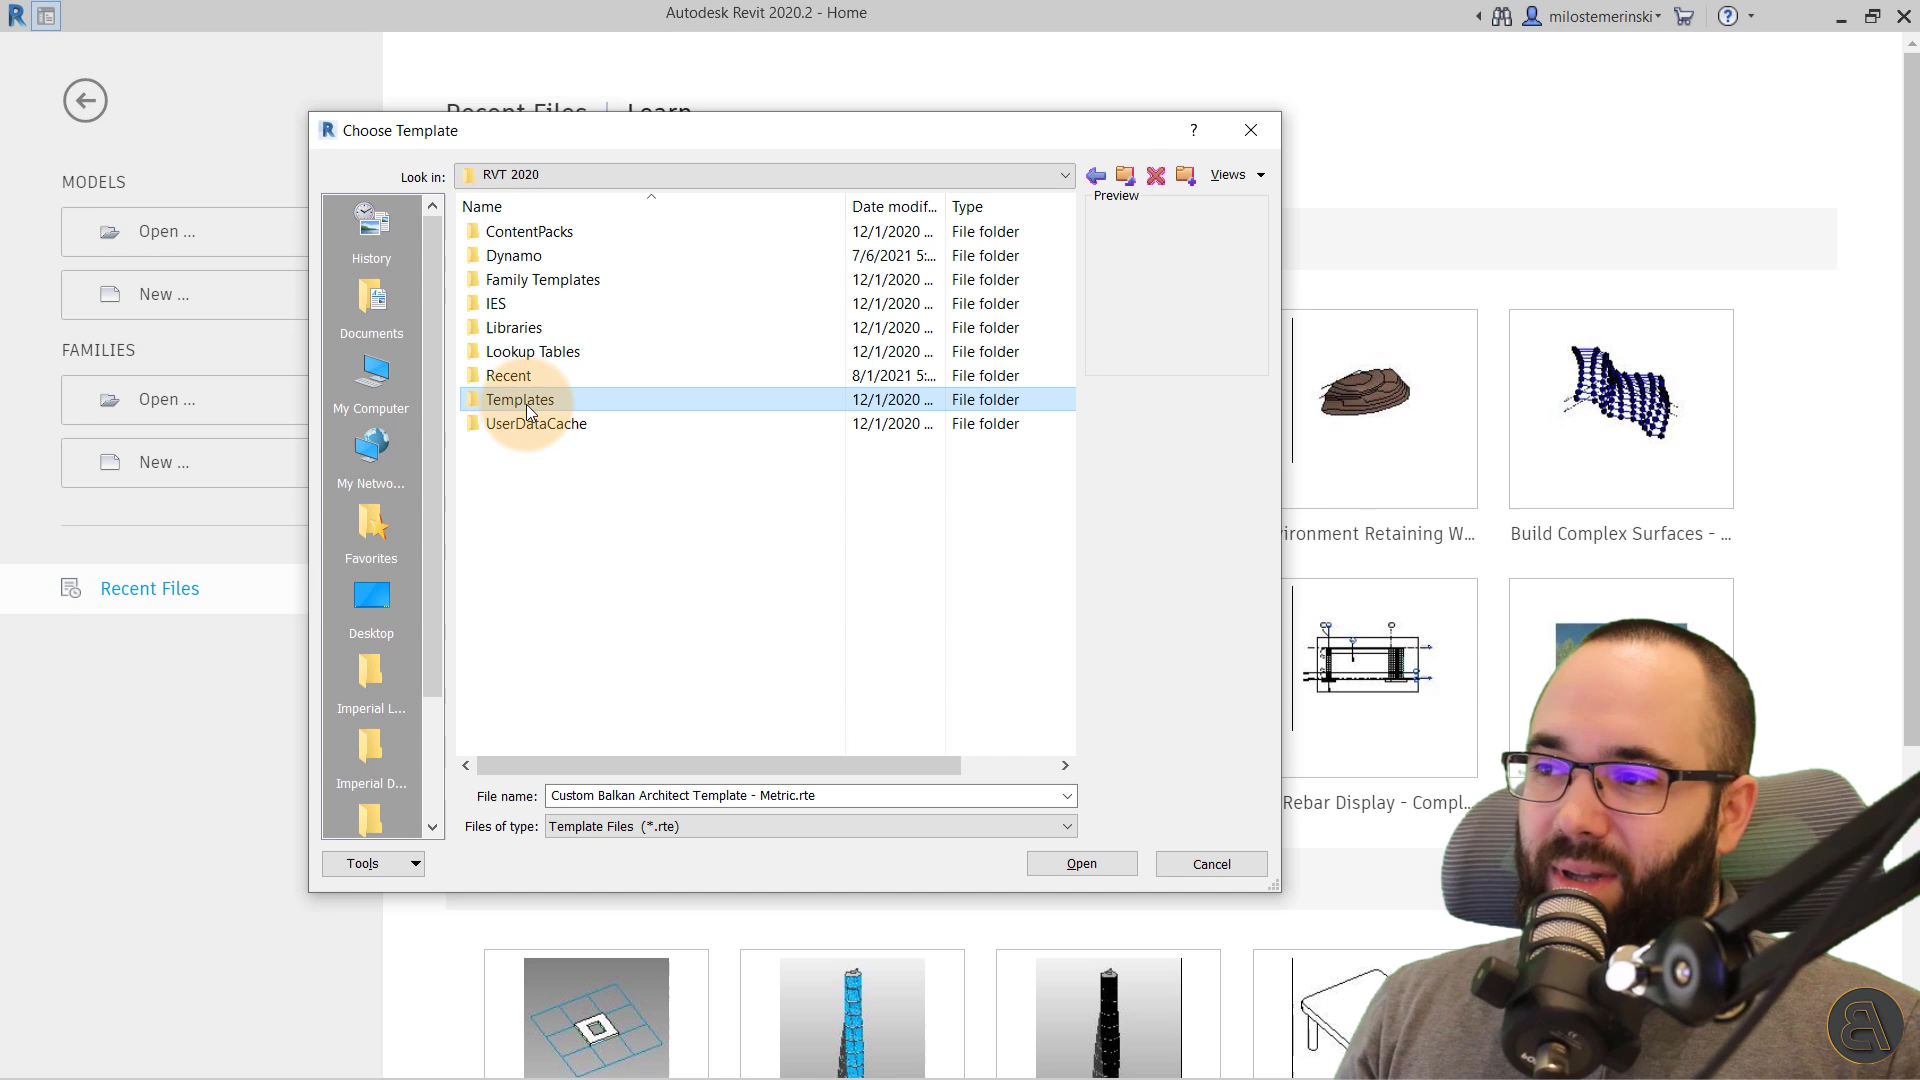 Autodesk Revit 2020.2 - Home
milostemerinski
?
Recent Files | Learn
MODELS
Open ...
New ...
FAMILIES
Open ...
New ...
Recent Files
Choose Template
?
Look in:
RVT 2020
Views
Preview
History
Documents
My Computer
My Netwo...
Favorites
Desktop
Imperial L...
Imperial D...
Name Date modif... Type
ContentPacks 12/1/2020 ... File folder
Dynamo 7/6/2021 5:... File folder
Family Templates 12/1/2020 ... File folder
IES 12/1/2020 ... File folder
Libraries 12/1/2020 ... File folder
Lookup Tables 12/1/2020 ... File folder
Recent 8/1/2021 5:... File folder
Templates 12/1/2020 ... File folder
UserDataCache 12/1/2020 ... File folder
File name: Custom Balkan Architect Template - Metric.rte
Files of type: Template Files (*.rte)
Tools
Open
Cancel
ironment Retaining W...
Build Complex Surfaces - ...
Rebar Display - Compl...